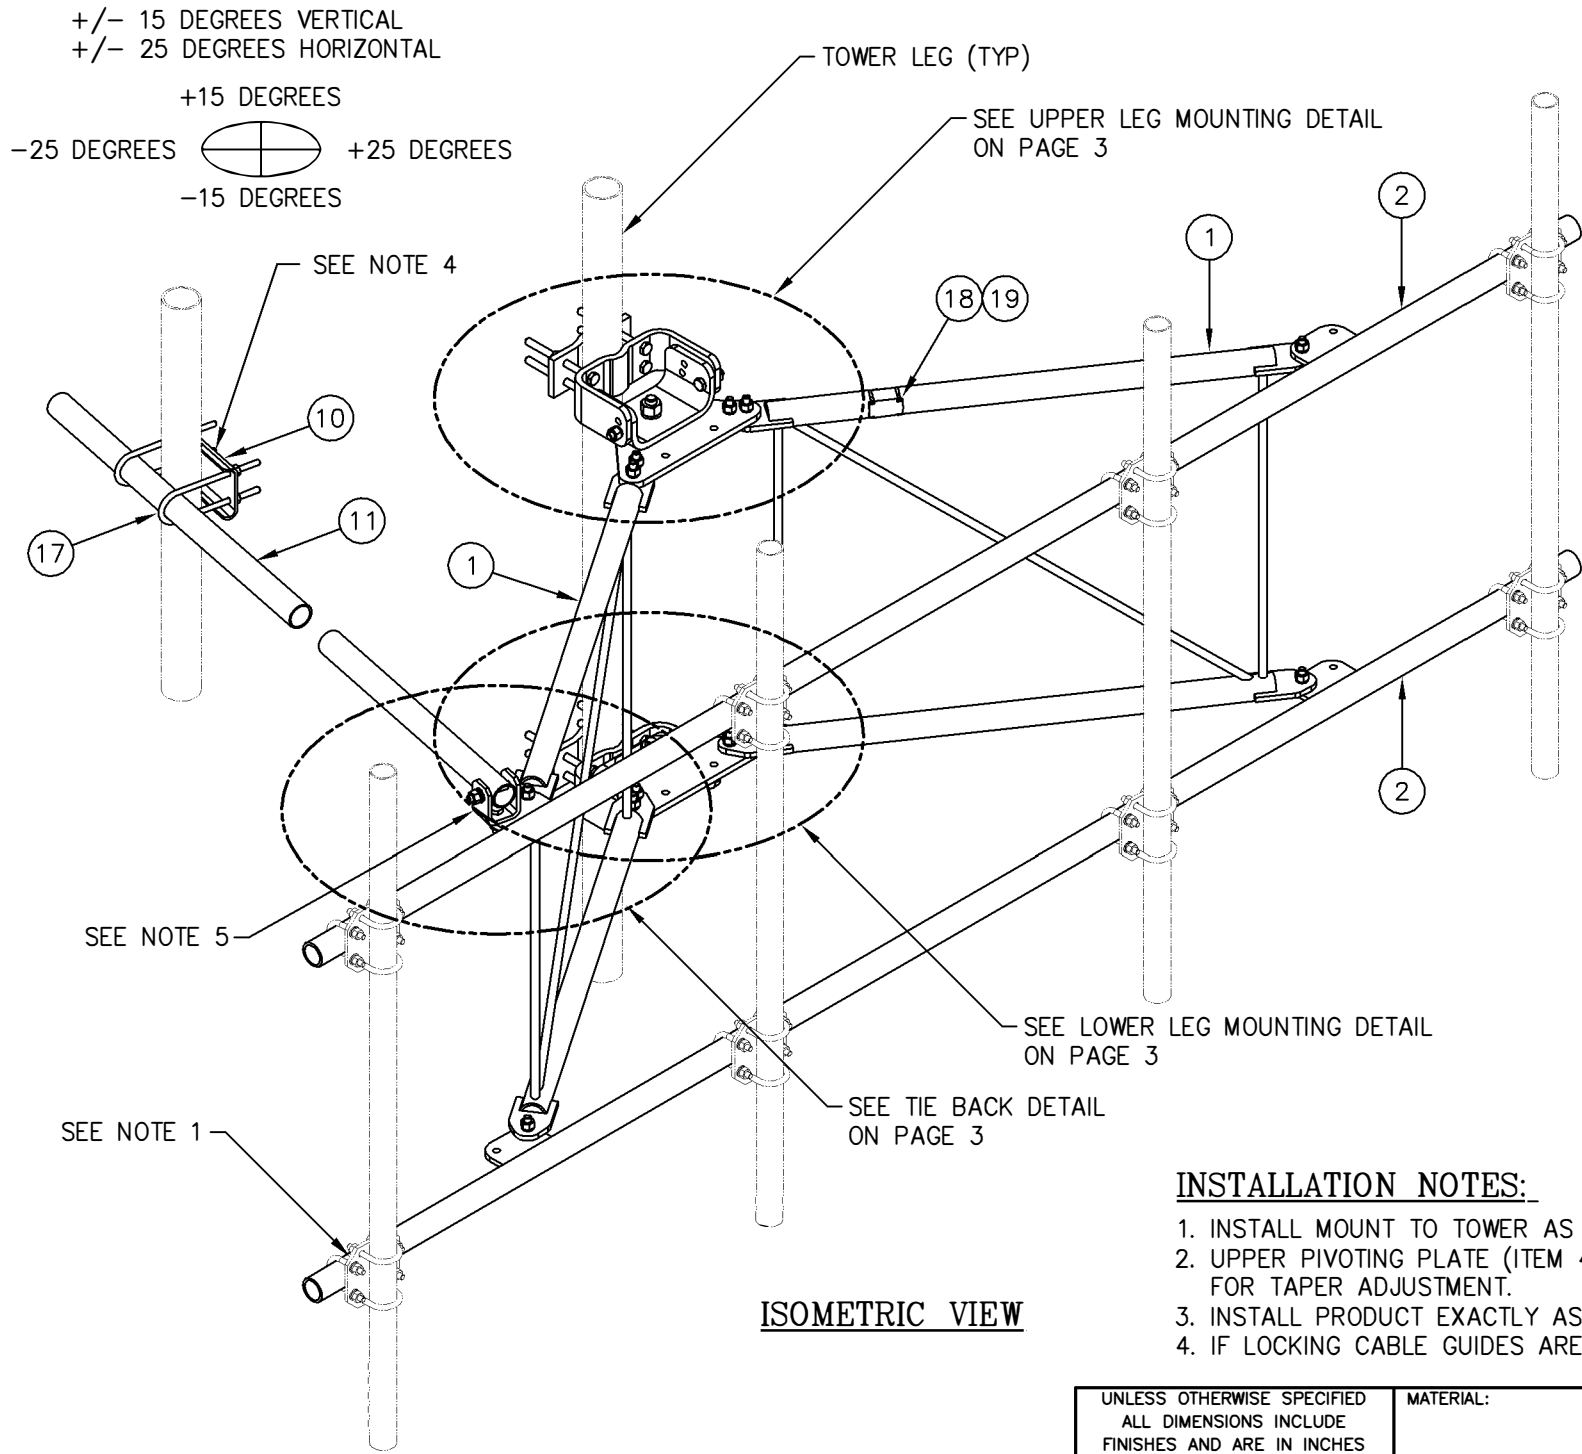 +/- 15 DEGREES VERTICAL
+/- 25 DEGREES HORIZONTAL
+15 DEGREES
-25 DEGREES
+25 DEGREES
-15 DEGREES
TOWER LEG (TYP)
SEE UPPER LEG MOUNTING DETAIL
ON PAGE 3
2
1
SEE NOTE 4
18 19
10
11
17
1
2
SEE NOTE 5
SEE LOWER LEG MOUNTING DETAIL
ON PAGE 3
SEE TIE BACK DETAIL
ON PAGE 3
SEE NOTE 1
ISOMETRIC VIEW
INSTALLATION NOTES:
1. INSTALL MOUNT TO TOWER AS
2. UPPER PIVOTING PLATE (ITEM
FOR TAPER ADJUSTMENT.
3. INSTALL PRODUCT EXACTLY AS
4. IF LOCKING CABLE GUIDES ARE
UNLESS OTHERWISE SPECIFIED
ALL DIMENSIONS INCLUDE
FINISHES AND ARE IN INCHES
MATERIAL: